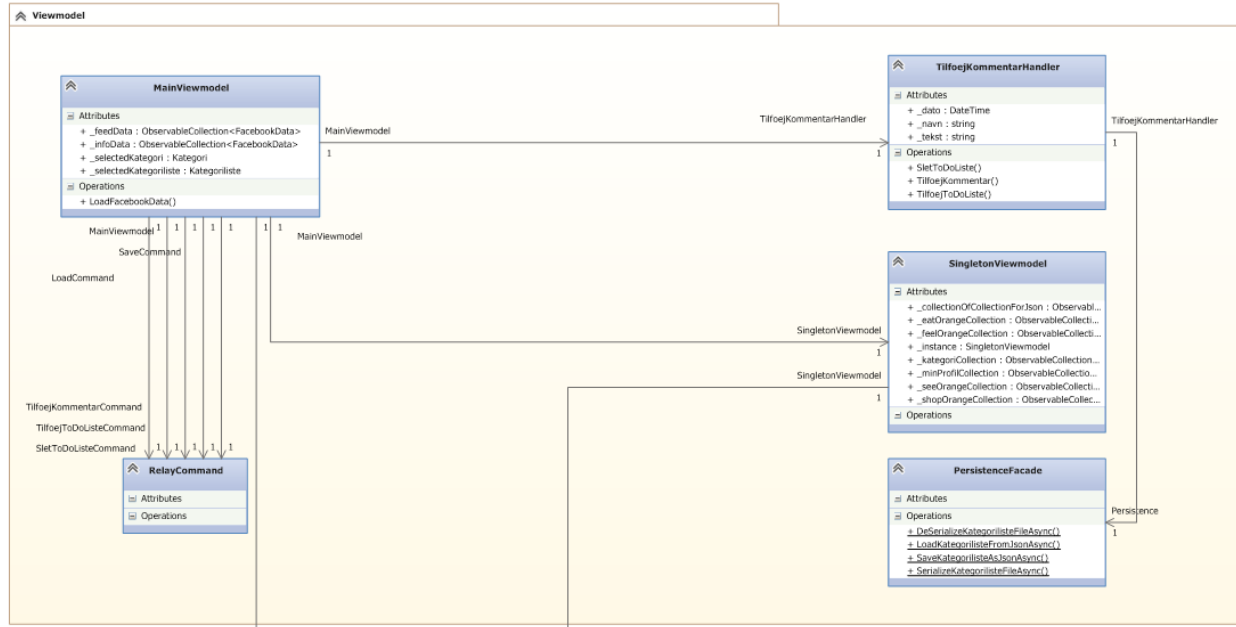 Viewmodel
MainViewmodel
Attributes
+ _feedData : ObservableCollection<FacebookData>
+ _infoData : ObservableCollection<FacebookData>
+ _selectedKategori : Kategori
+ _selectedKategoriliste : Kategoriliste
Operations
+ LoadFacebookData()
MainViewmodel
1
TilfoejKommentarHandler
1
TilfoejKommentarHandler
Attributes
+ _dato : DateTime
+ _navn : string
+ _tekst : string
Operations
+ SletToDoListe()
+ TilfoejKommentar()
+ TilfoejToDoListe()
TilfoejKommentarHandler
1
MainViewmodel 1 1 1 1 1 1 1
MainViewmodel
SaveCommand
LoadCommand
SingletonViewmodel
1
SingletonViewmodel
1
SingletonViewmodel
Attributes
+ _collectionOfCollectionForJson : Observabl...
+ _eatOrangeCollection : ObservableCollecti...
+ _feelOrangeCollection : ObservableCollecti...
+ _instance : SingletonViewmodel
+ _kategoriCollection : ObservableCollection...
+ _minProfilCollection : ObservableCollectio...
+ _seeOrangeCollection : ObservableCollecti...
+ _shopOrangeCollection : ObservableCollec...
Operations
TilfoejKommentarCommand
TilfoejToDoListeCommand
SletToDoListeCommand 1 1 1 1 1
RelayCommand
Attributes
Operations
PersistenceFacade
Attributes
Operations
+ DeSerializeKategorilisteFileAsync()
+ LoadKategorilisteFromJsonAsync()
+ SaveKategorilisteAsJsonAsync()
+ SerializeKategorilisteFileAsync()
Persistence
1